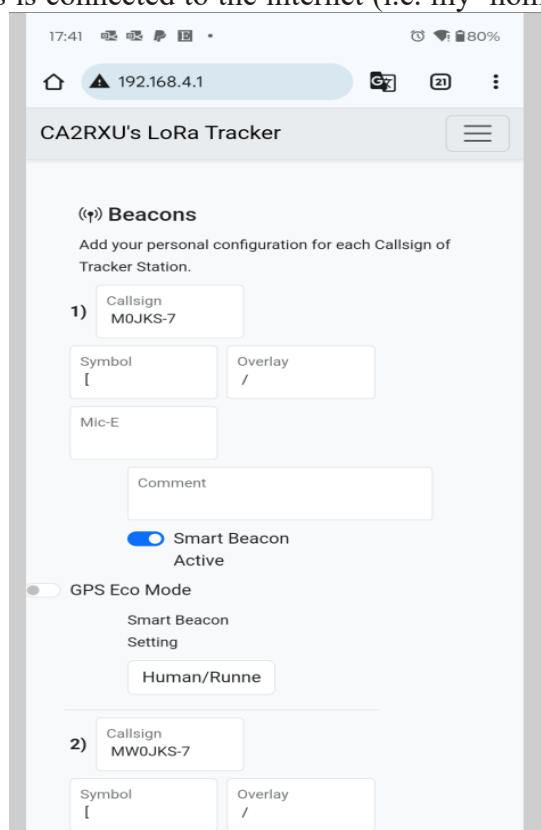 s is connected to the internet (i.e. my hom
17:41 80%
192.168.4.1 21
CA2RXU's LoRa Tracker
Beacons
Add your personal configuration for each Callsign of
Tracker Station.
1) Callsign
M0JKS-7
Symbol Overlay
[ /
Mic-E
Comment
Smart Beacon
Active
GPS Eco Mode
Smart Beacon
Setting
Human/Runne
2) Callsign
MW0JKS-7
Symbol Overlay
[ /